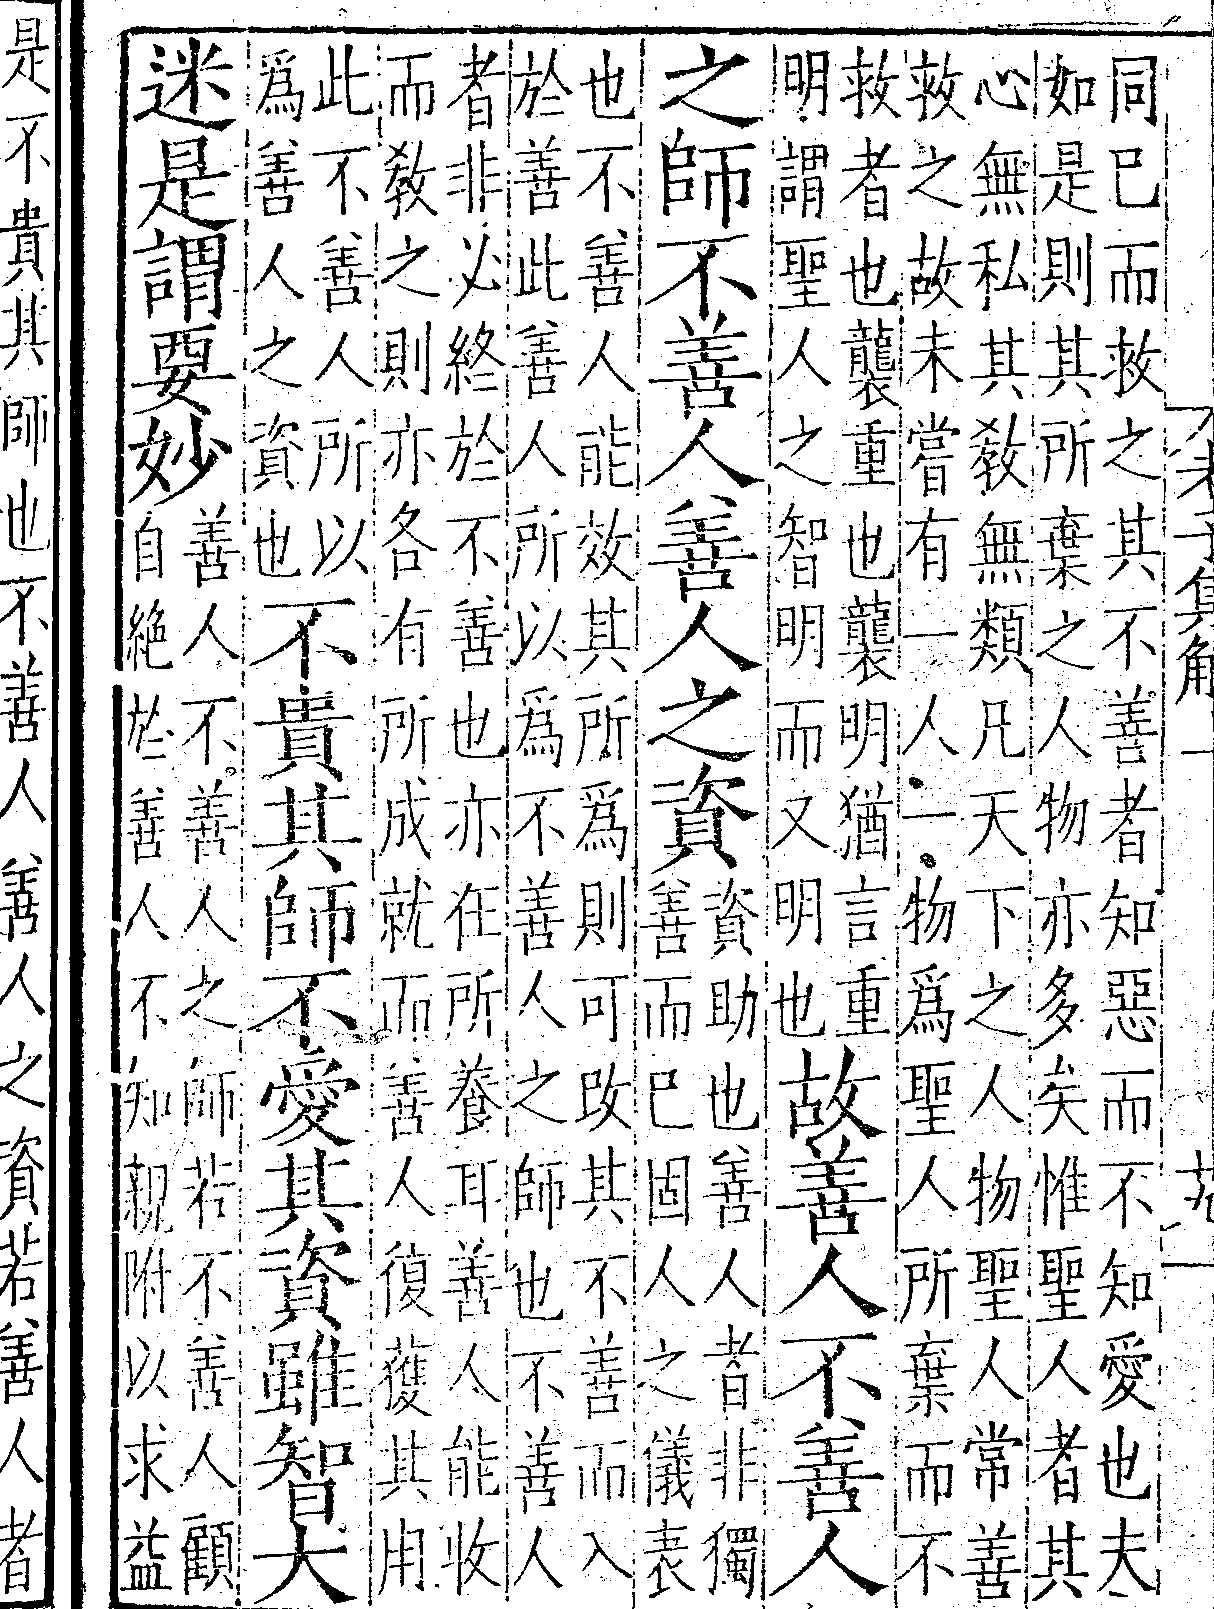 老子集解
同已而救之其不善者知惡而不知愛也夫
如是則其所棄之人物亦多矣惟聖人者其
心無私其教無類凡天下之人物聖人常善
救之故未嘗有一人一物為聖人所棄而不
救者也襲重也襲明猶言重
明謂聖人之智明而又明也
故善人不善人
之師不善人善人之資
資助也善人者非獨
善而已固人之儀表
也不善人能效其所為則可改其不善而入
於善此善人所以為不善人之師也不善人
者非必終於不善也亦在所養耳善人能收
而教之則亦各有所成就而善人復獲其用
此不善人所以
為善人之資也
不貴其師不愛其資雖智大
迷是謂要妙
善人不善人之師若不善人顧
自絶於善人不知親附以求益
是不貴其師也不善人善人之資若善人者